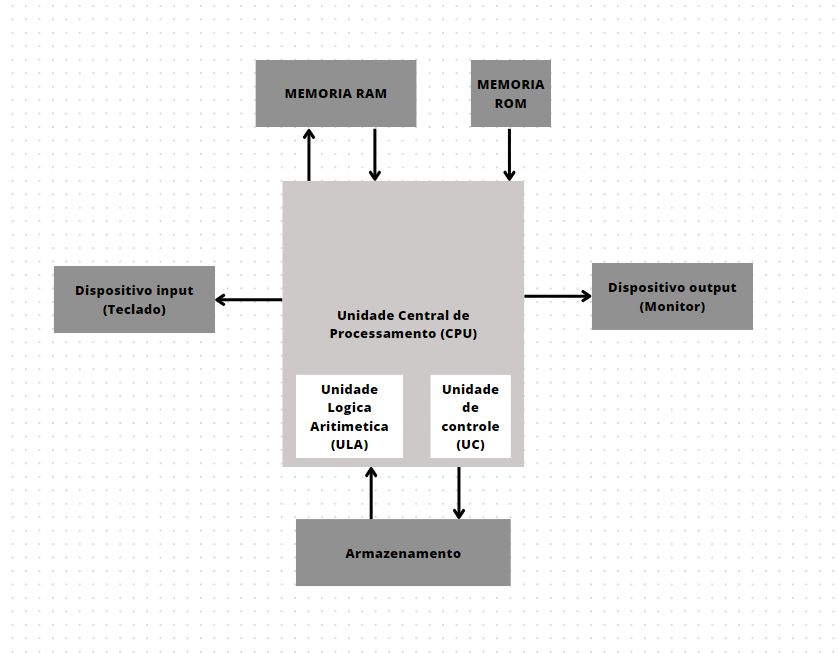 MEMORIA RAM
MEMORIA
ROM
Dispositivo input
(Teclado)
Dispositivo output
(Monitor)
Unidade Central de
Processamento (CPU)
Unidade
Logica
Aritimetica
(ULA)
Unidade
de
controle
(UC)
Armazenamento